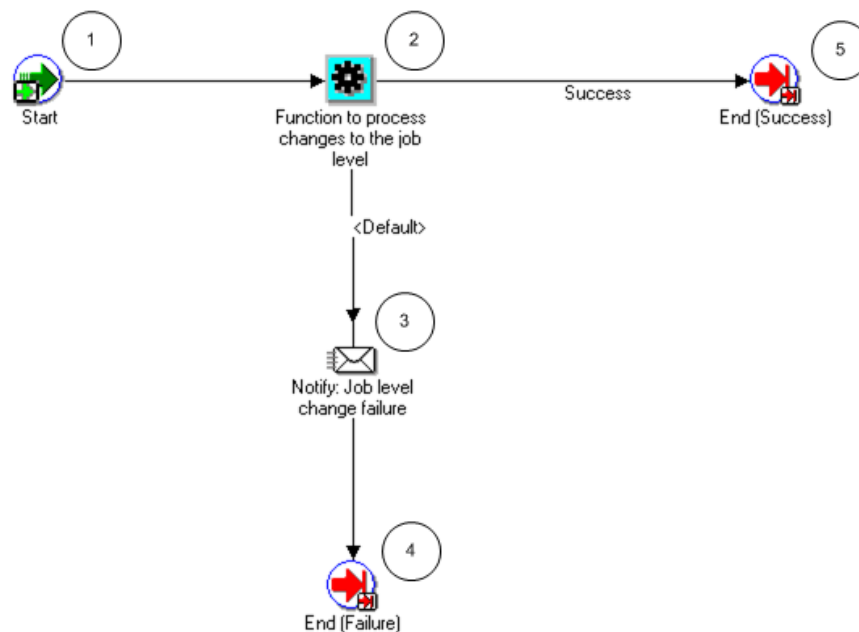 1
2
5
Start
Function to process
changes to the job
level
Success
End (Success)
<Default>
3
Notify: Job level
change failure
4
End (Failure)